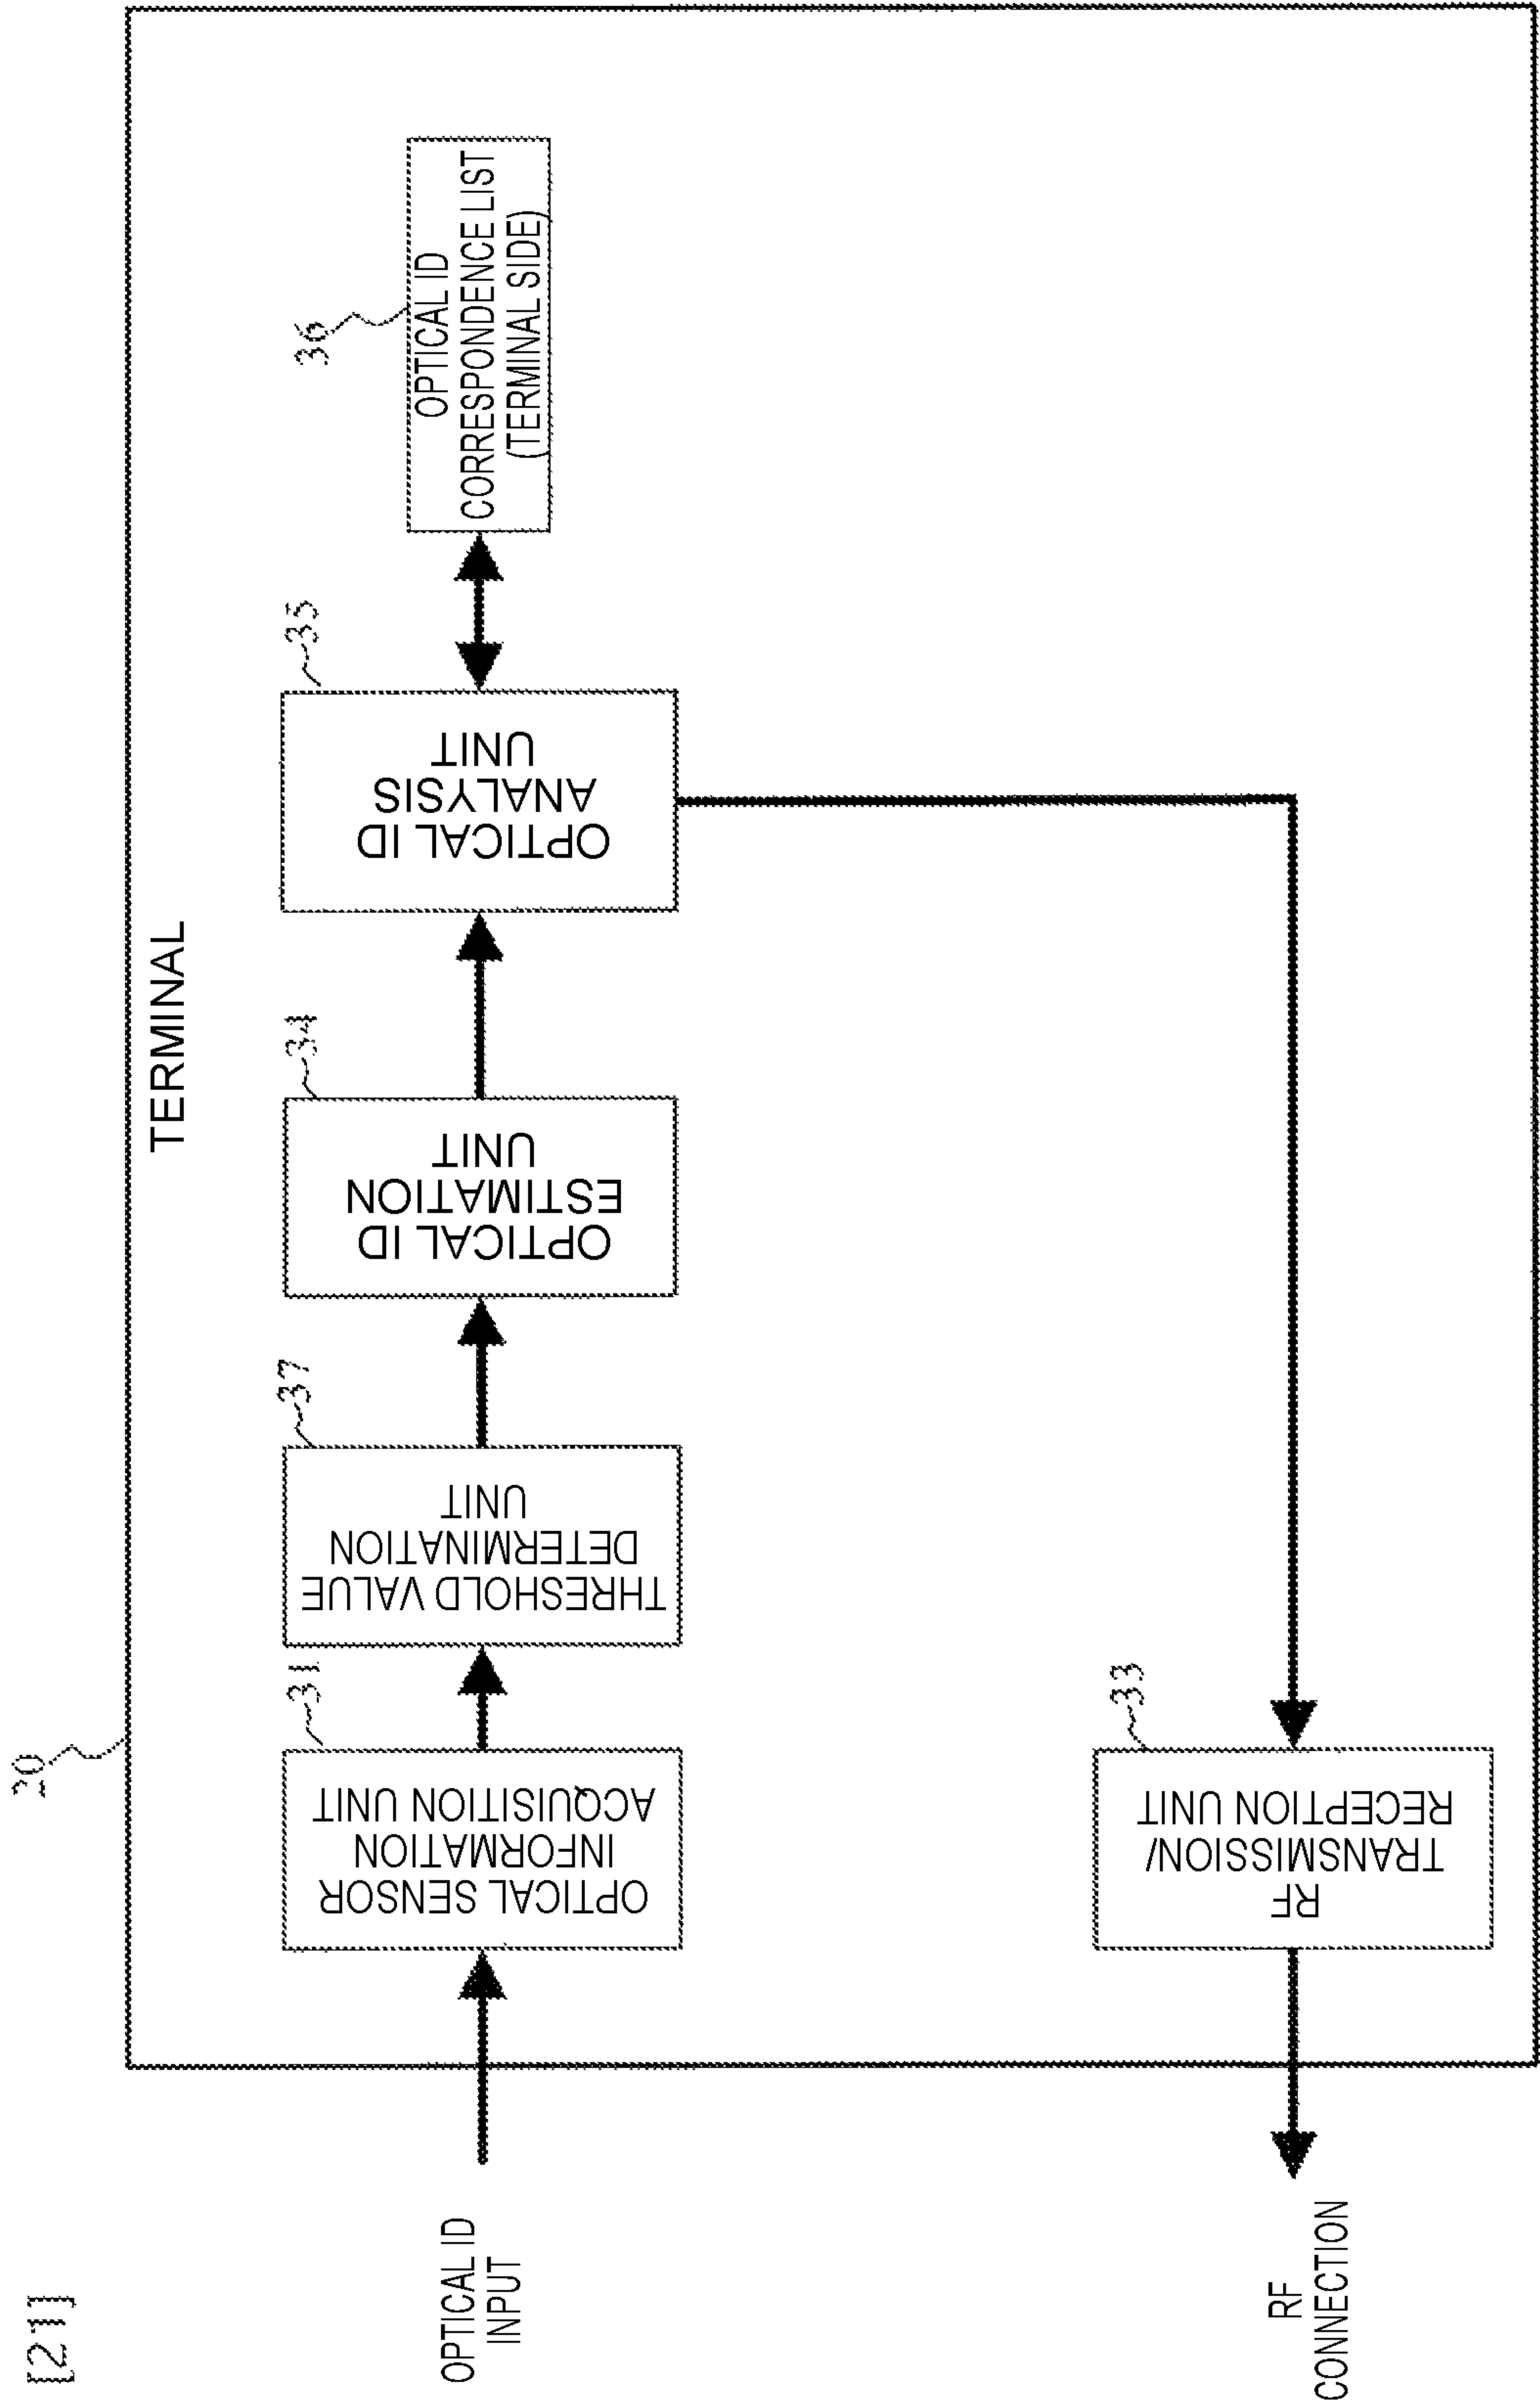 [21]
20
TERMINAL
OPTICAL ID
INPUT
31
OPTICAL SENSOR
INFORMATION
ACQUISITION UNIT
37
THRESHOLD VALUE
DETERMINATION
UNIT
34
OPTICAL ID
ESTIMATION
UNIT
35
OPTICAL ID
ANALYSIS
UNIT
36
OPTICAL ID
CORRESPONDENCE LIST
(TERMINAL SIDE)
RF
CONNECTION
33
RF
TRANSMISSION/
RECEPTION UNIT